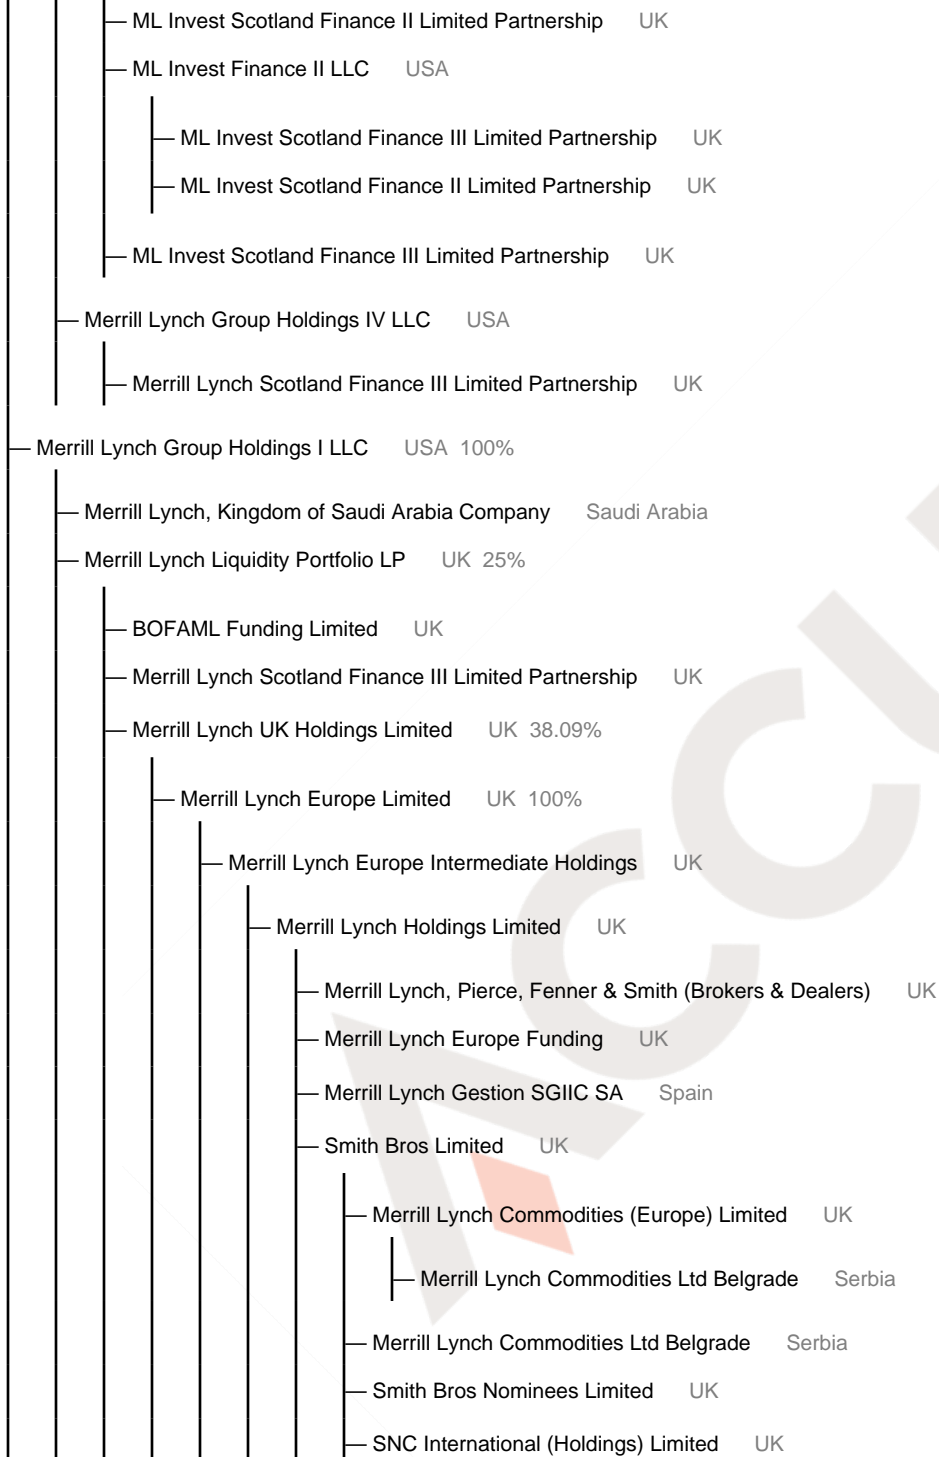 ML Invest Scotland Finance II Limited Partnership UK
ML Invest Finance II LLC USA
ML Invest Scotland Finance III Limited Partnership UK
ML Invest Scotland Finance II Limited Partnership UK
ML Invest Scotland Finance III Limited Partnership UK
Merrill Lynch Group Holdings IV LLC USA
Merrill Lynch Scotland Finance III Limited Partnership UK
Merrill Lynch Group Holdings I LLC USA 100%
Merrill Lynch, Kingdom of Saudi Arabia Company Saudi Arabia
Merrill Lynch Liquidity Portfolio LP UK 25%
BOFAML Funding Limited UK
Merrill Lynch Scotland Finance III Limited Partnership UK
Merrill Lynch UK Holdings Limited UK 38.09%
Merrill Lynch Europe Limited UK 100%
Merrill Lynch Europe Intermediate Holdings UK
Merrill Lynch Holdings Limited UK
Merrill Lynch, Pierce, Fenner & Smith (Brokers & Dealers) UK
Merrill Lynch Europe Funding UK
Merrill Lynch Gestion SGIIC SA Spain
Smith Bros Limited UK
Merrill Lynch Commodities (Europe) Limited UK
Merrill Lynch Commodities Ltd Belgrade Serbia
Merrill Lynch Commodities Ltd Belgrade Serbia
Smith Bros Nominees Limited UK
SNC International (Holdings) Limited UK